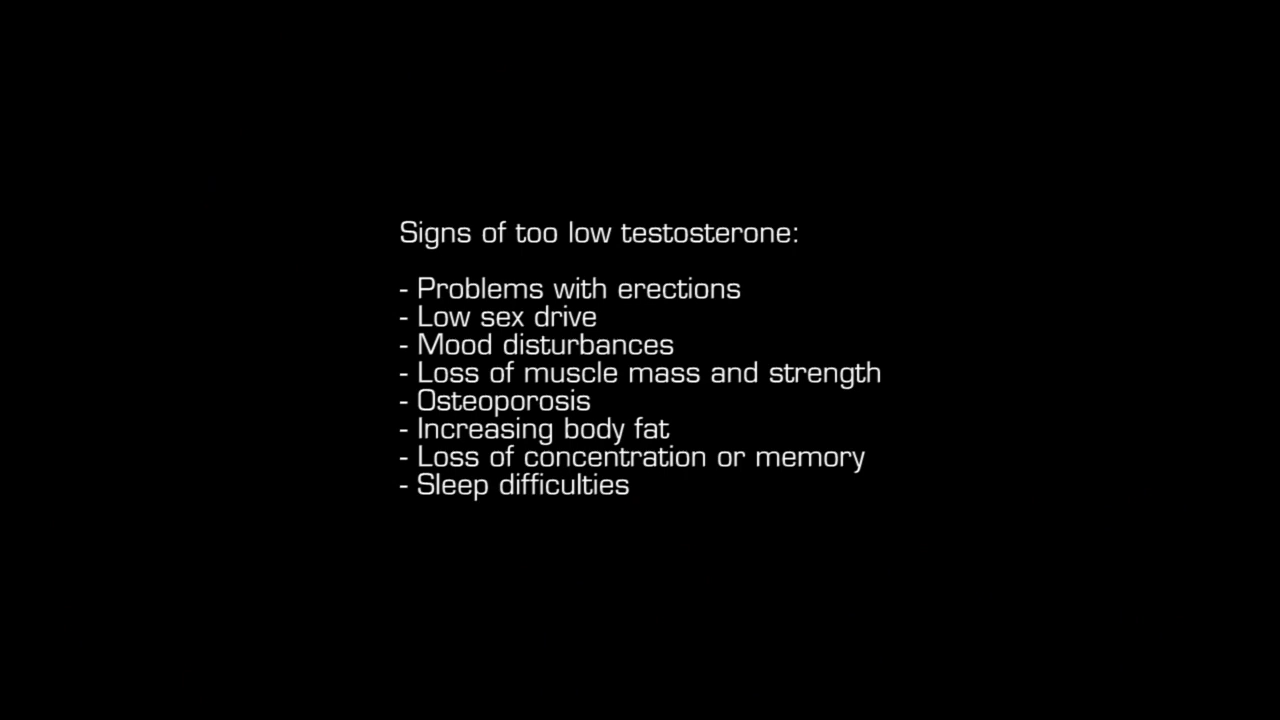 Signs of too low testosterone:
- Problems with erections
- Low sex drive
- Mood disturbances
- Loss of muscle mass and strength
- Osteoporosis
- Increasing body fat
- Loss of concentration or memory
- Sleep difficulties